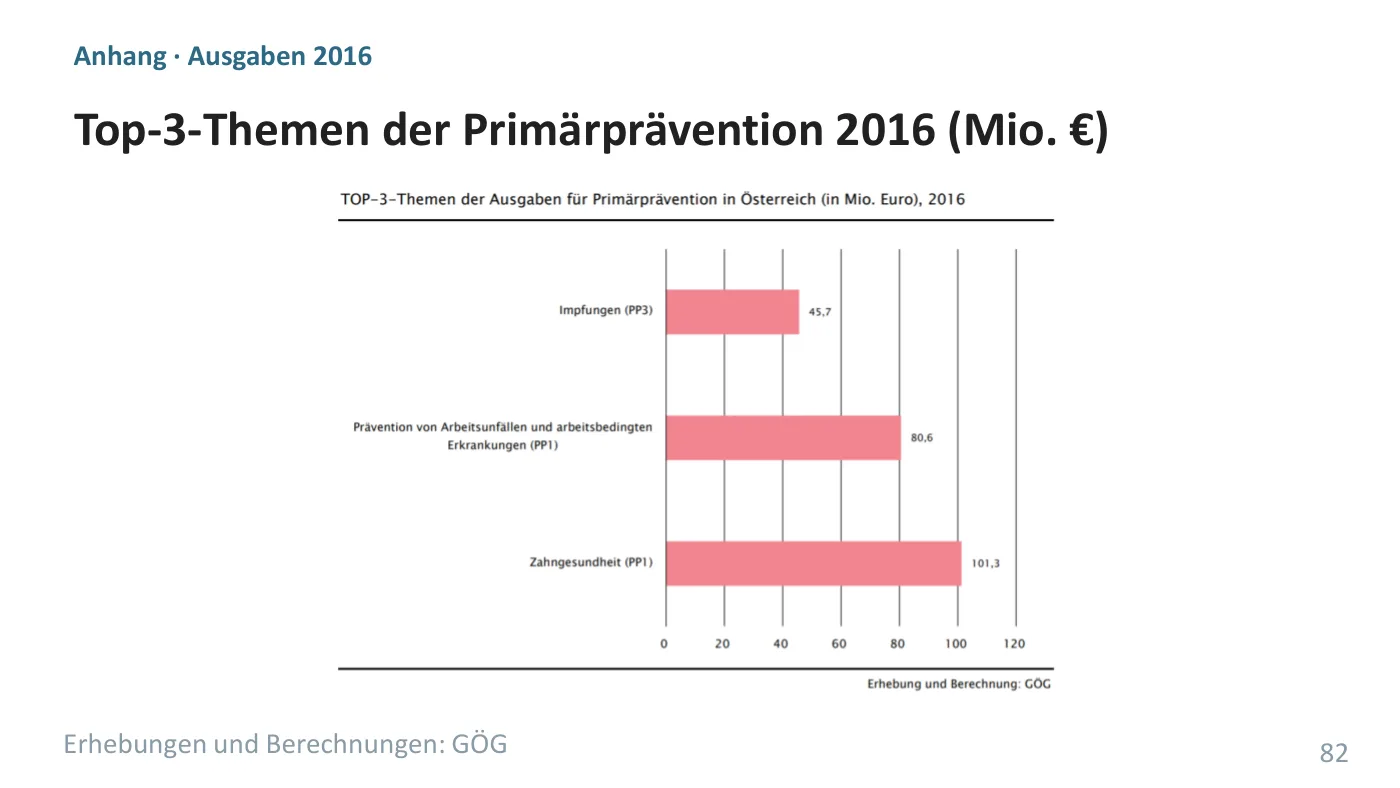 Anhang · Ausgaben 2016
Top-3-Themen der Primärprävention 2016 (Mio. €)
TOP-3-Themen der Ausgaben für Primärprävention in Österreich (in Mio. Euro), 2016
Impfungen (PP3)
45,7
Prävention von Arbeitsunfällen und arbeitsbedingten
Erkrankungen (PP1)
80,6
Zahngesundheit (PP1)
101,3
0 20 40 60 80 100 120
Erhebung und Berechnung: GÖG
Erhebungen und Berechnungen: GÖG
82